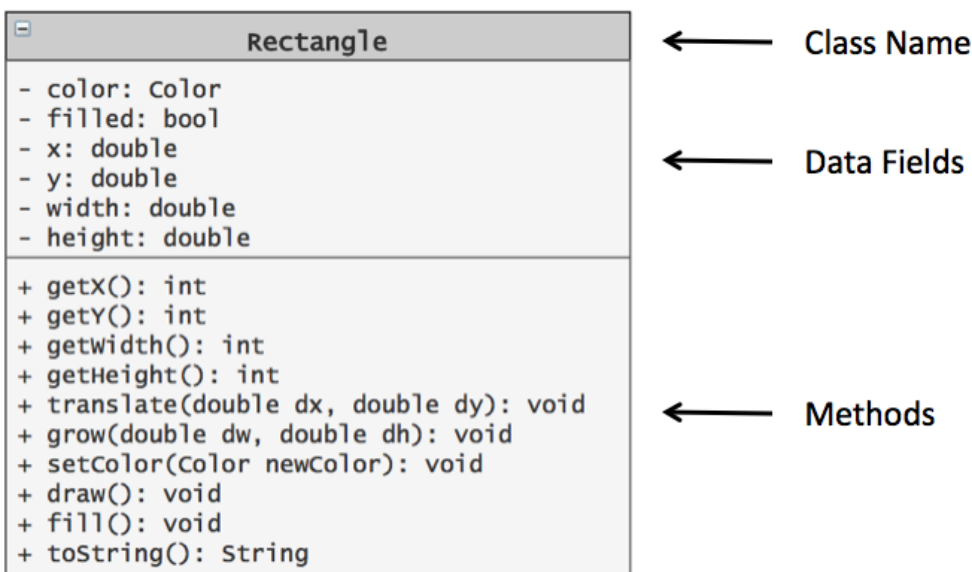 Rectangle
Class Name
- color: Color
- filled: bool
- x: double
- y: double
- width: double
- height: double
Data Fields
+ getX(): int
+ getY(): int
+ getWidth(): int
+ getHeight(): int
+ translate(double dx, double dy): void
+ grow(double dw, double dh): void
+ setColor(Color newColor): void
+ draw(): void
+ fill(): void
+ toString(): String
Methods